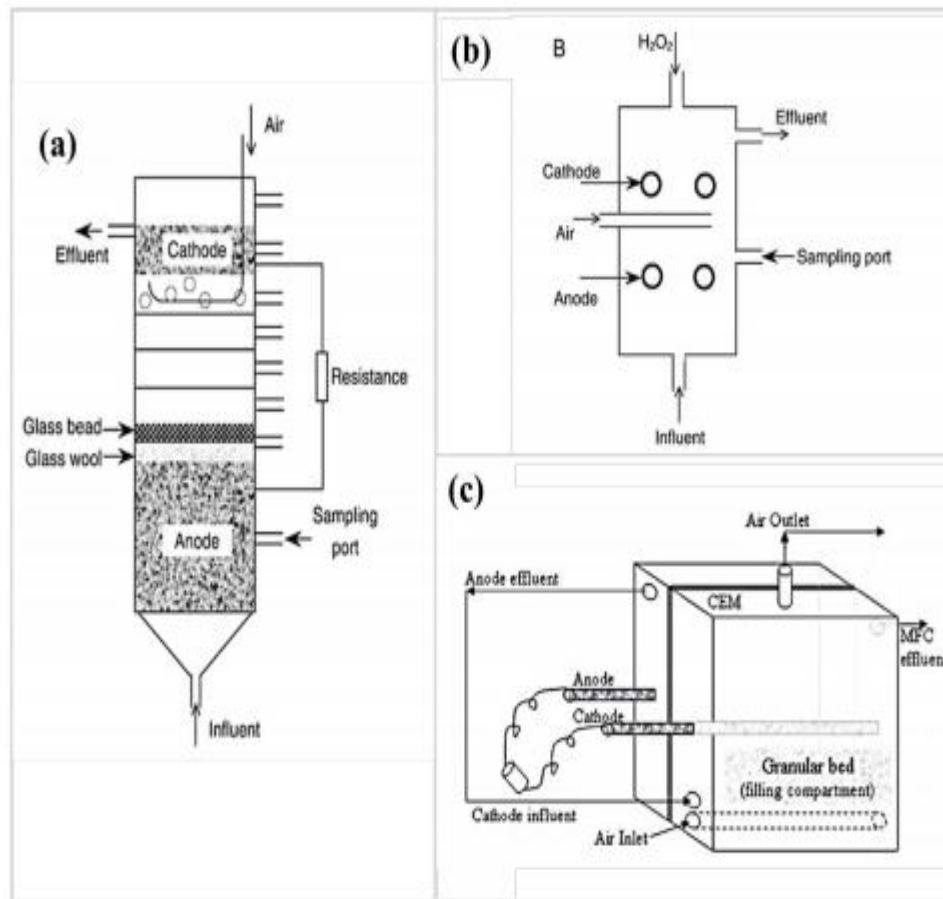 (a)
Air
Effluent
Cathode
Resistance
Glass bead
Glass wool
Anode
Sampling
port
Influent
(b)
B
H₂O₂
Effluent
Cathode
Air
Sampling port
Anode
Influent
(c)
Air Outlet
Anode effluent
CEM
MFC
effluen
Anode
Cathode
Granular bed
(filling compartment)
Cathode influent
Air Inlet